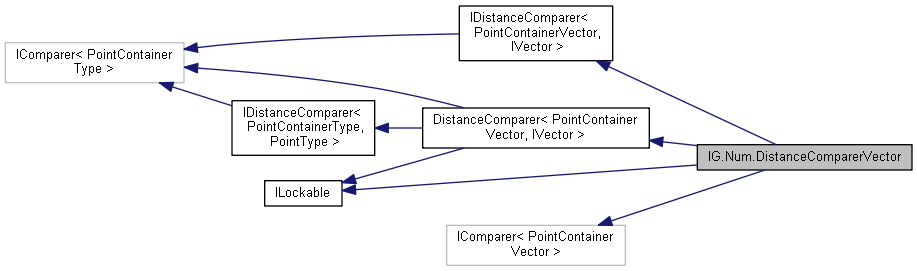 IDistanceComparer<
PointContainerVector,
IVector >
IComparer< PointContainer
Type >
IDistanceComparer<
PointContainerType,
PointType >
DistanceComparer< PointContainer
Vector, IVector >
IG.Num.DistanceComparerVector
ILockable
IComparer< PointContainer
Vector >